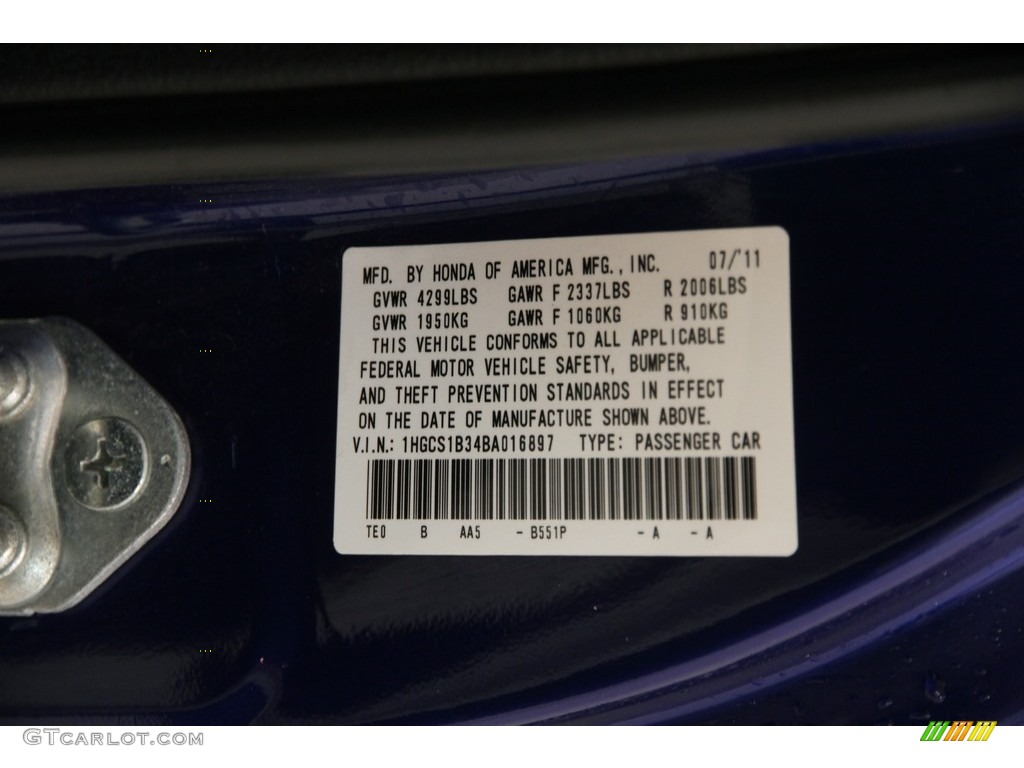 MFD. BY HONDA OF AMERICA MFG., INC. 07/'11
GVWR 4299LBS GAWR F 2337LBS R 2006LBS
GVWR 1950KG GAWR F 1060KG R 910KG
THIS VEHICLE CONFORMS TO ALL APPLICABLE
FEDERAL MOTOR VEHICLE SAFETY, BUMPER,
AND THEFT PREVENTION STANDARDS IN EFFECT
ON THE DATE OF MANUFACTURE SHOWN ABOVE.
V.I.N.: 1HGCS1B34BA016897 TYPE: PASSENGER CAR
TE0 B AA5 - B551P - A - A
GTCARLOT.COM